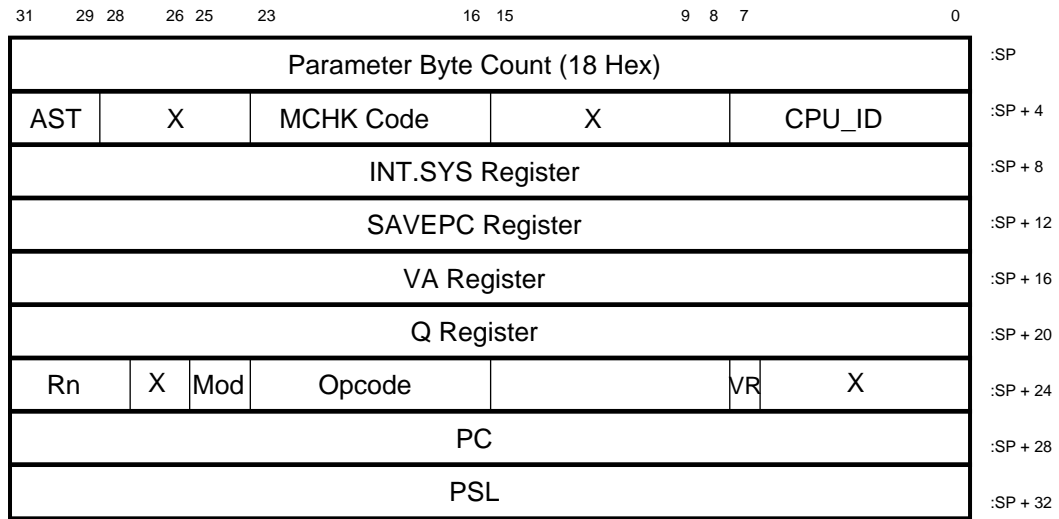 31 29 28 26 25 23 16 15 9 8 7 0
Parameter Byte Count (18 Hex) :SP
AST X MCHK Code X CPU_ID :SP + 4
INT.SYS Register :SP + 8
SAVEPC Register :SP + 12
VA Register :SP + 16
Q Register :SP + 20
Rn X Mod Opcode VR X :SP + 24
PC :SP + 28
PSL :SP + 32